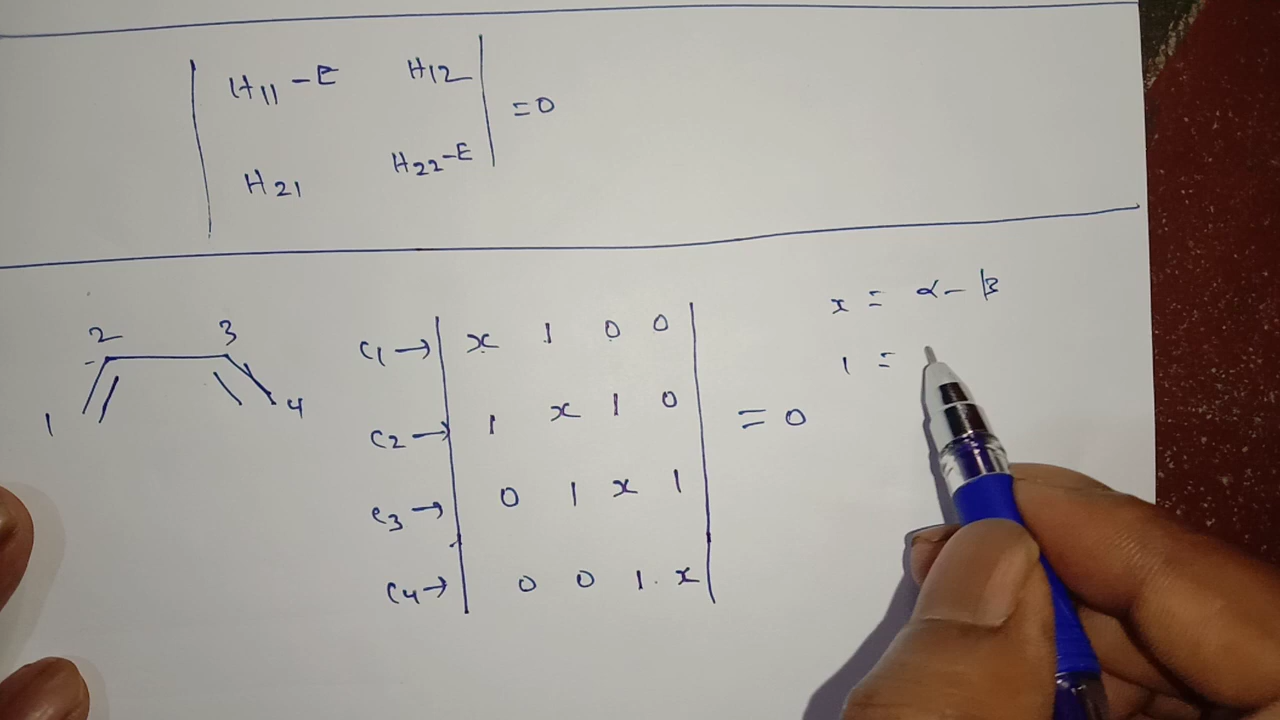 H11-E H12
= 0
H21 H22-E
2 3
1 4
C1 → x 1 0 0
C2 → 1 x 1 0
= 0
C3 → 0 1 x 1
C4 → 0 0 1 x
x = α - β
1 =